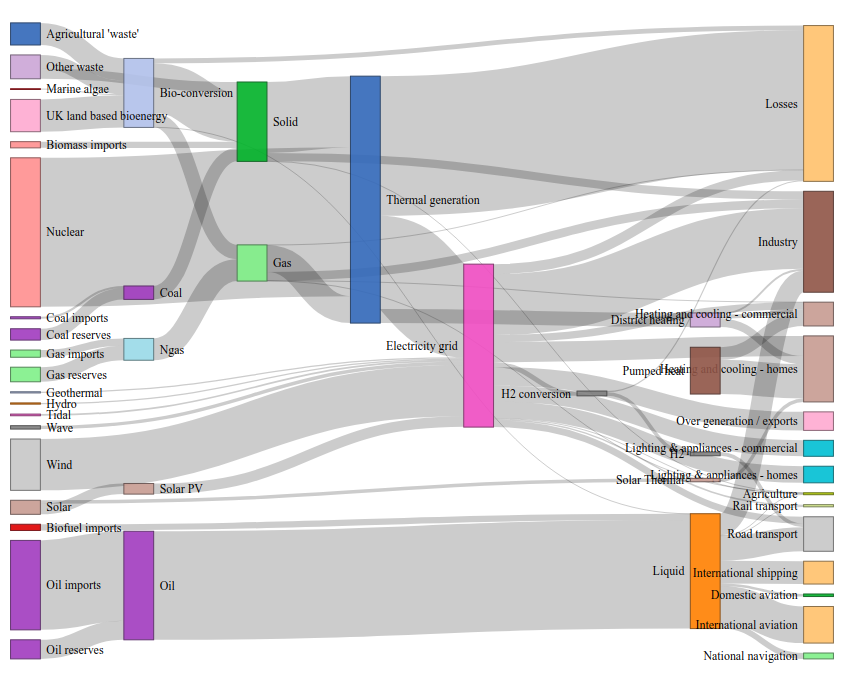 Agricultural 'waste'
Other waste
Marine algae
UK land based bioenergy
Biomass imports
Nuclear
Coal imports
Coal reserves
Gas imports
Gas reserves
Geothermal
Hydro
Tidal
Wave
Wind
Solar
Biofuel imports
Oil imports
Oil reserves
Bio-conversion
Coal
Ngas
Solar PV
Oil
Solid
Gas
Thermal generation
Electricity grid
H2 conversion
District heating
Pumped heat
H2
Solar Thermal
Liquid
Losses
Industry
Heating and cooling - commercial
Heating and cooling - homes
Over generation / exports
Lighting & appliances - commercial
Lighting & appliances - homes
Agriculture
Rail transport
Road transport
International shipping
Domestic aviation
International aviation
National navigation